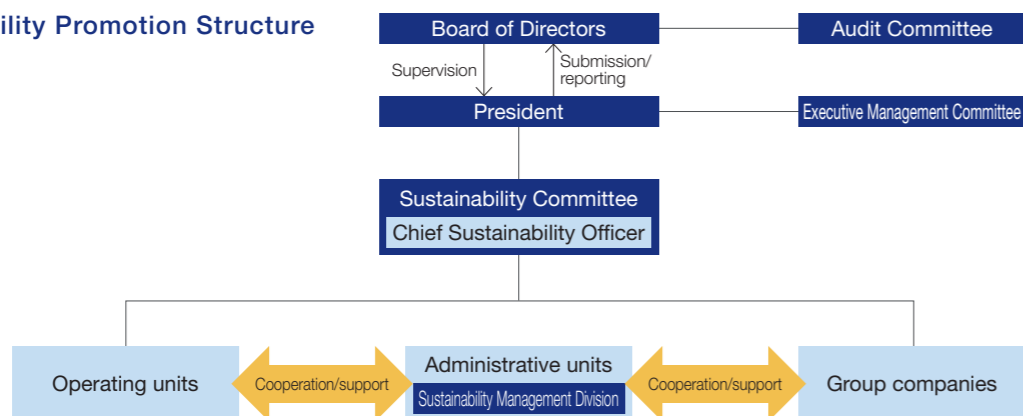 ility Promotion Structure
Board of Directors
Audit Committee
Supervision
Submission/
reporting
President
Executive Management Committee
Sustainability Committee
Chief Sustainability Officer
Operating units
Cooperation/support
Administrative units
Sustainability Management Division
Cooperation/support
Group companies